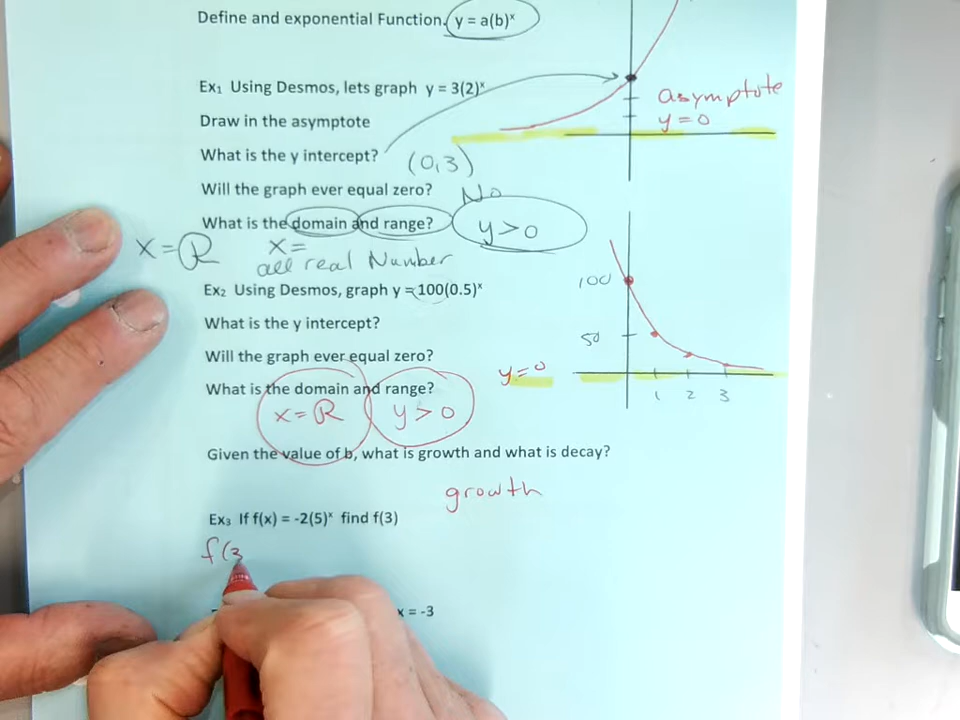 Define and exponential Function. y = a(b)ˣ
Ex₁ Using Desmos, lets graph y = 3(2)ˣ
asymptote
y = 0
Draw in the asymptote
What is the y intercept? (0,3)
Will the graph ever equal zero? No
What is the domain and range? y > 0
x = ℝ x =
all real Number
Ex₂ Using Desmos, graph y = 100(0.5)ˣ
100
What is the y intercept?
50
Will the graph ever equal zero?
y = 0
What is the domain and range?
1 2 3
x = ℝ y > 0
Given the value of b, what is growth and what is decay?
growth
Ex₃ If f(x) = -2(5)ˣ find f(3)
f(3
x = -3